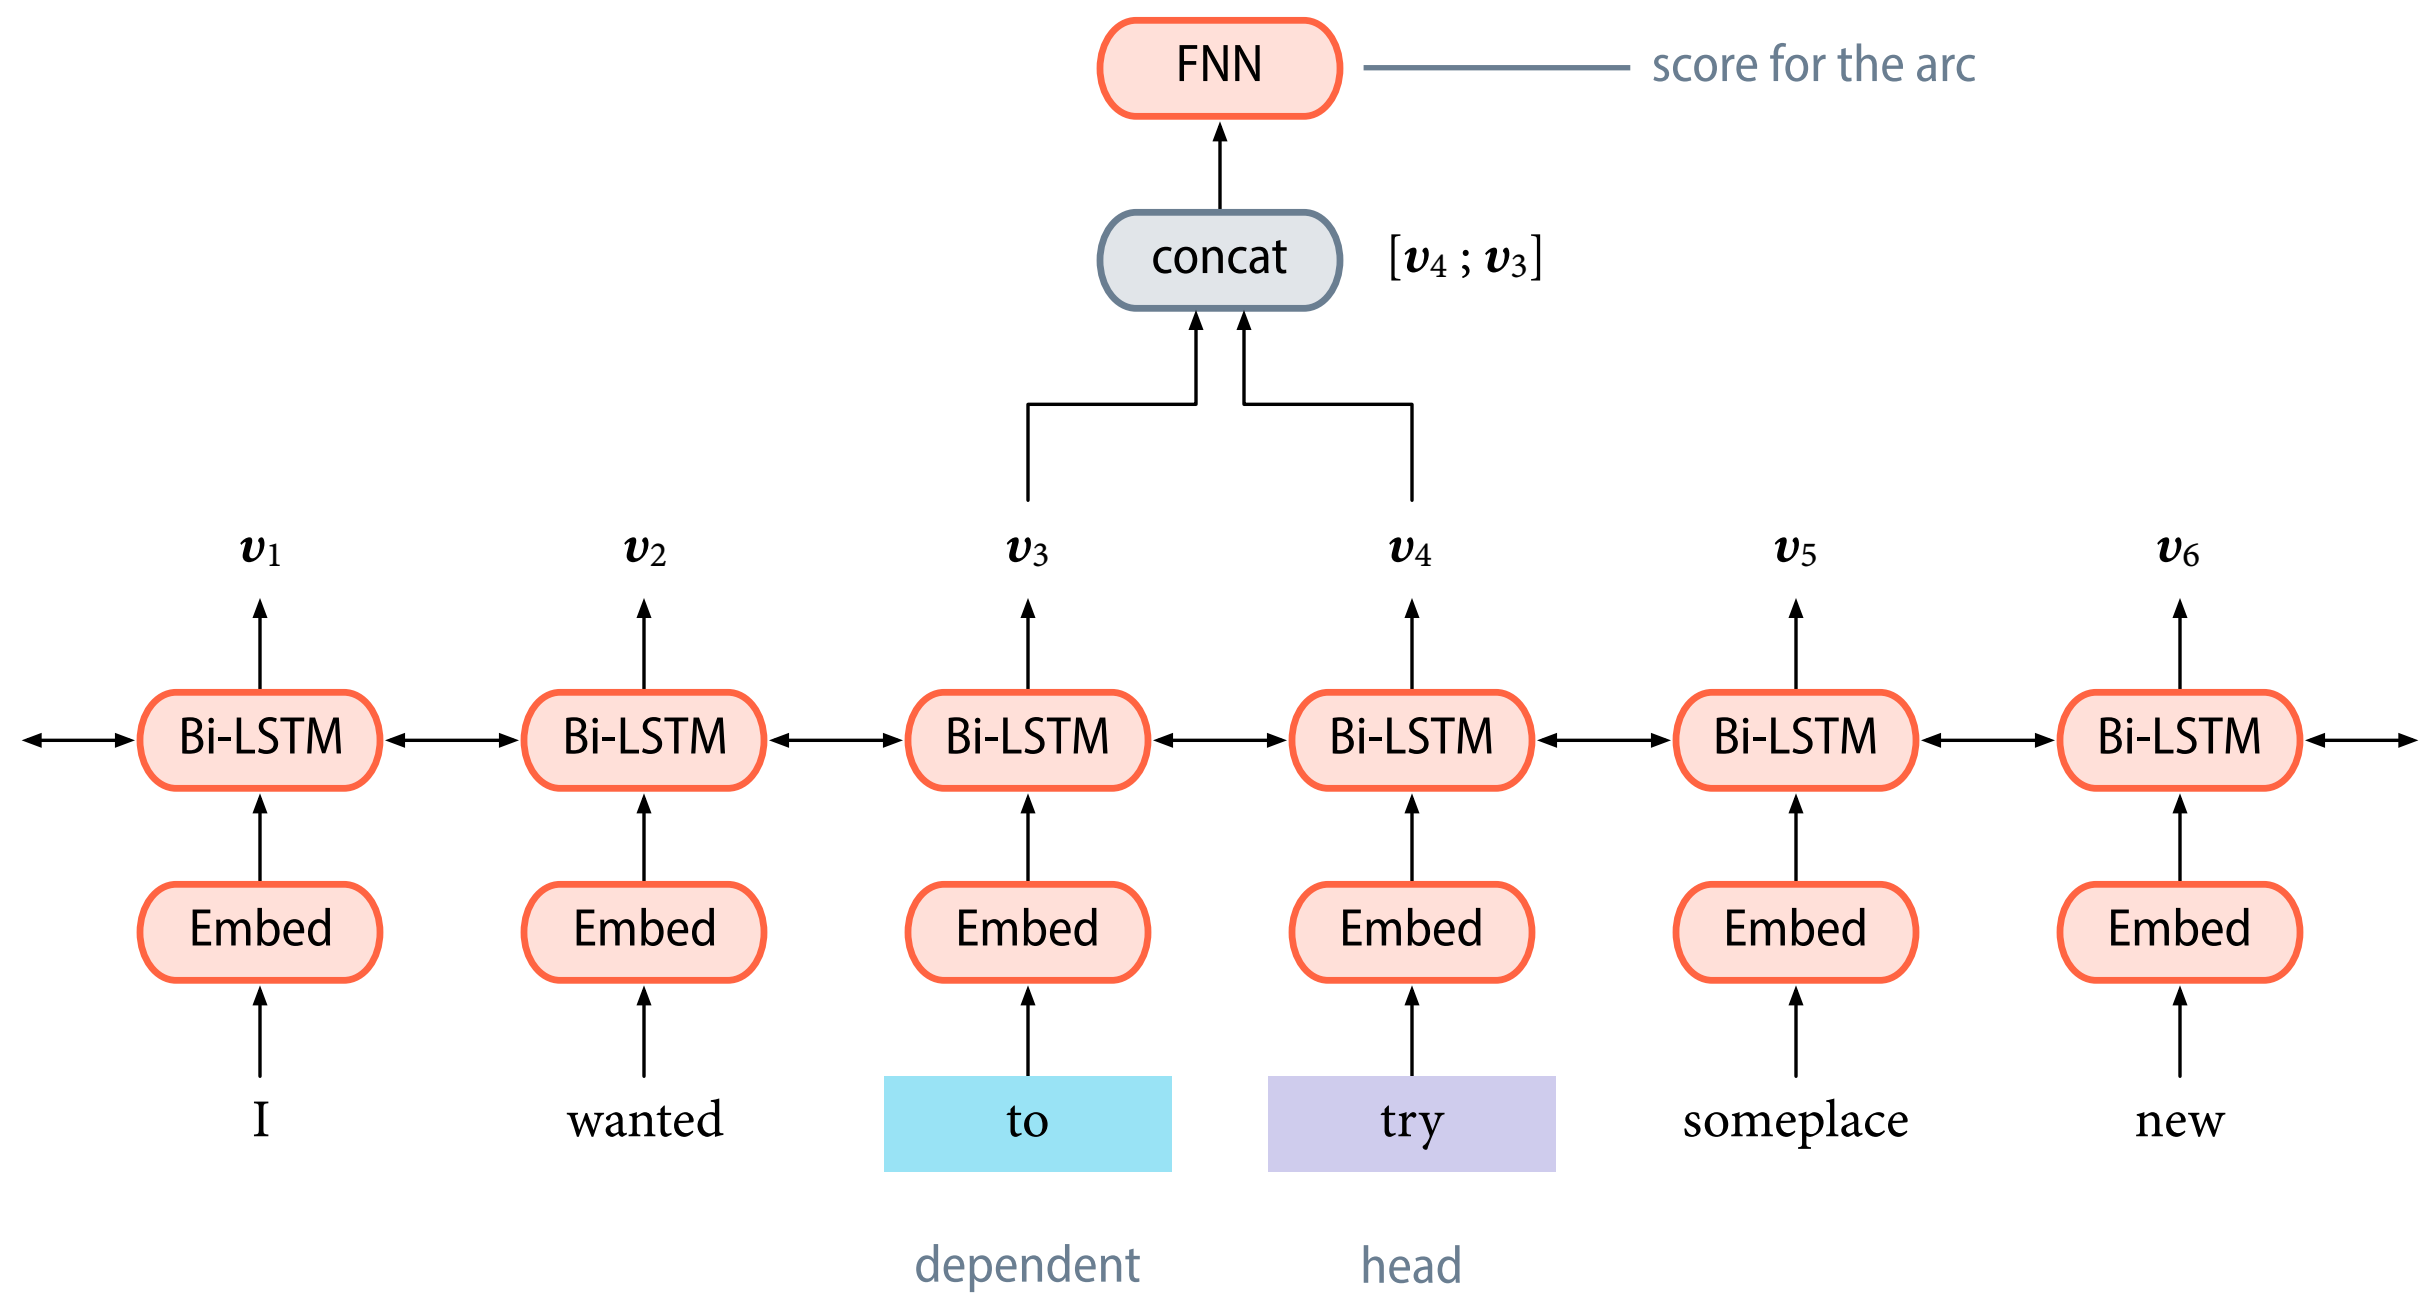 FNN score for the arc
concat [v4 ; v3]
v1 v2 v3 v4 v5 v6
Bi-LSTM Bi-LSTM Bi-LSTM Bi-LSTM Bi-LSTM Bi-LSTM
Embed Embed Embed Embed Embed Embed
I wanted to try someplace new
dependent head